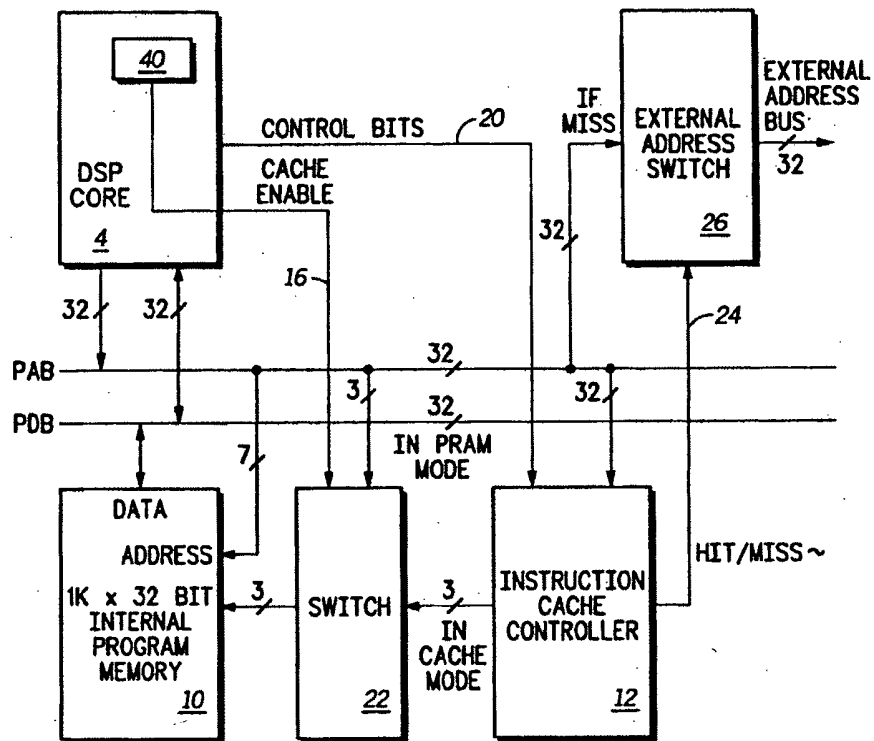 40
DSP
CORE
4
CONTROL BITS
20
CACHE
ENABLE
16
IF
MISS
EXTERNAL
ADDRESS
SWITCH
26
EXTERNAL
ADDRESS
BUS
32
32
24
32
32
PAB
32
3
32
PDB
32
7
IN PRAM
MODE
DATA
ADDRESS
1K x 32 BIT
INTERNAL
PROGRAM
MEMORY
10
3
SWITCH
22
3
IN
CACHE
MODE
INSTRUCTION
CACHE
CONTROLLER
12
HIT/MISS~